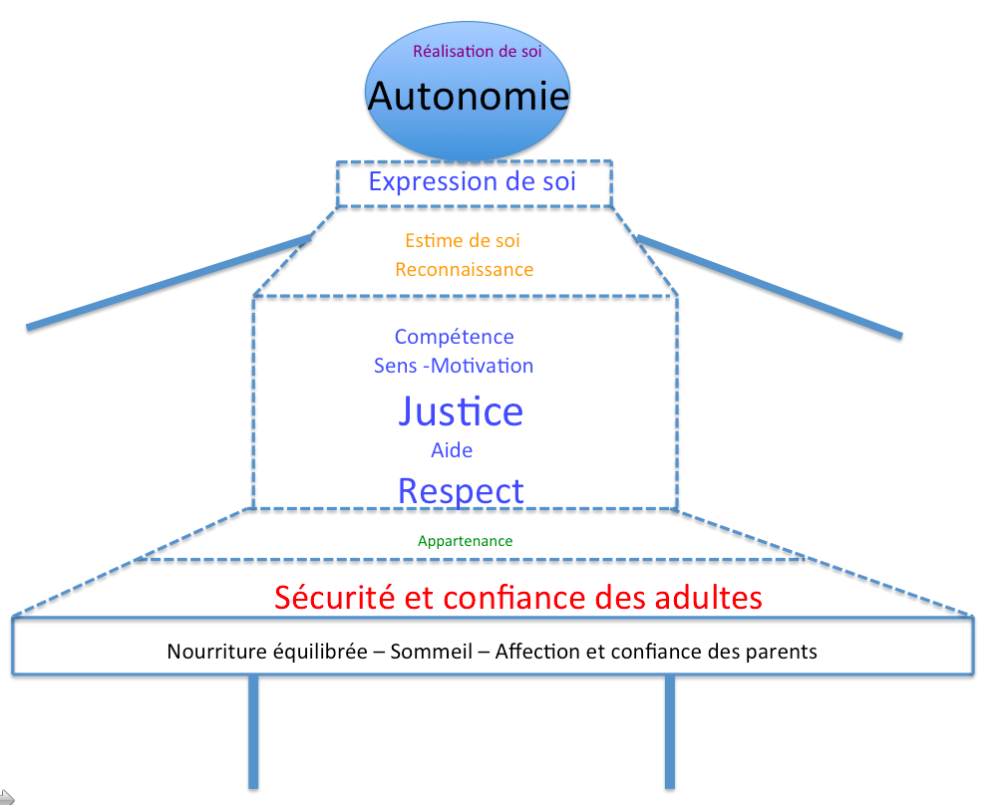 Réalisation de soi
Autonomie
Expression de soi
Estime de soi
Reconnaissance
Compétence
Sens -Motivation
Justice
Aide
Respect
Appartenance
Sécurité et confiance des adultes
Nourriture équilibrée – Sommeil – Affection et confiance des parents